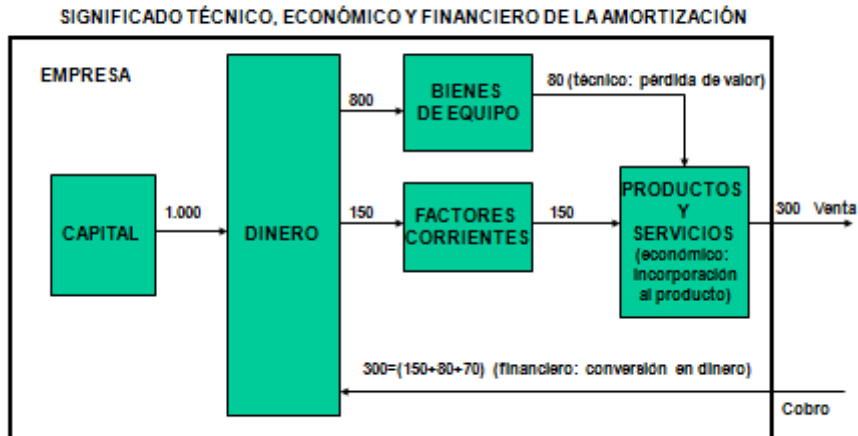 SIGNIFICADO TÉCNICO, ECONÓMICO Y FINANCIERO DE LA AMORTIZACIÓN
EMPRESA
CAPITAL
1.000
DINERO
800
BIENES
DE EQUIPO
80 (técnico: pérdida de valor)
150
FACTORES
CORRIENTES
150
PRODUCTOS
Y
SERVICIOS
(económico:
incorporación
al producto)
300 Venta
300=(150+80+70) (financiero: conversión en dinero)
Cobro